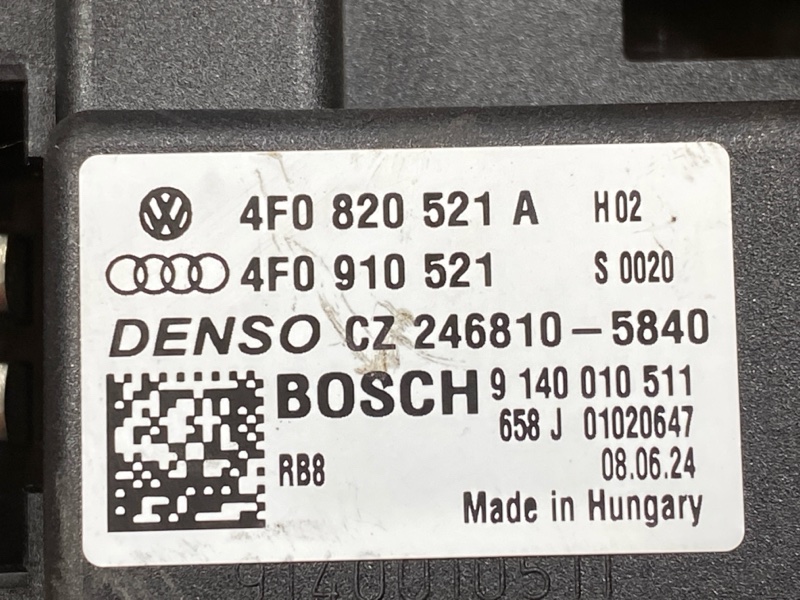 4F0 820 521 A H02
4F0 910 521 S 0020
DENSO CZ 246810-5840
BOSCH 9 140 010 511
658 J 01020647
RB8 08.06.24
Made in Hungary
9140010511